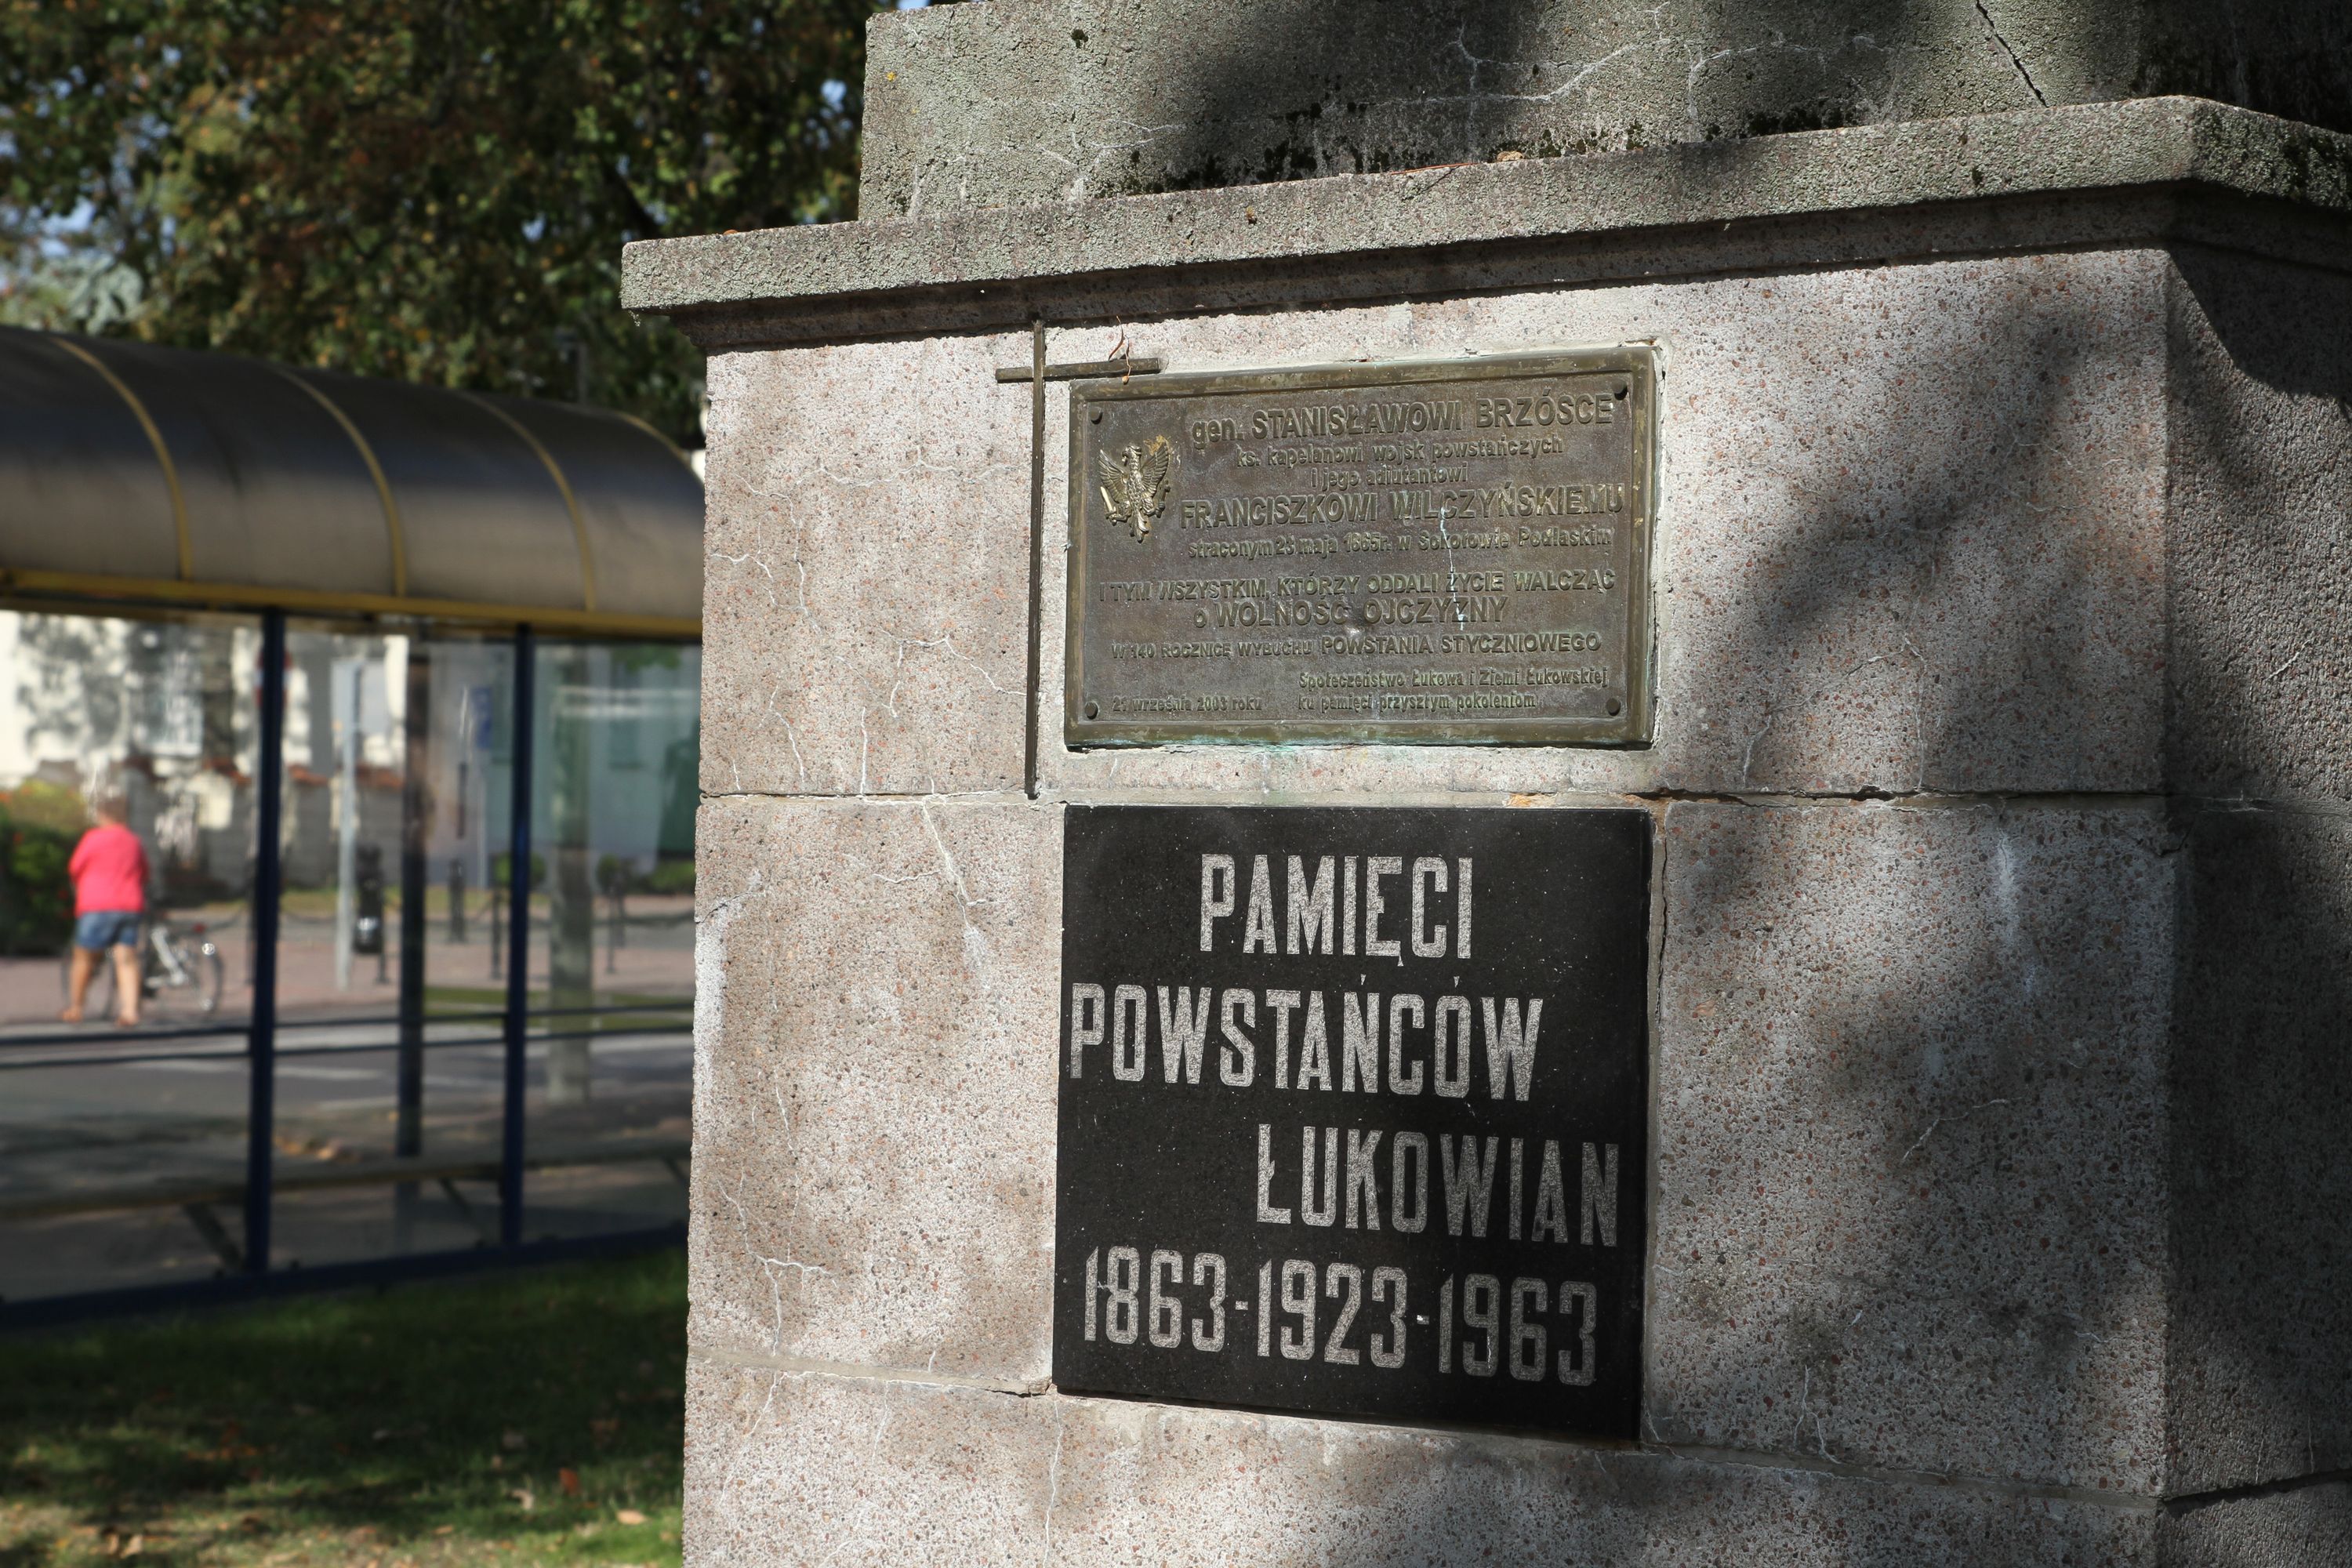 gen. STANISŁAWOWI BRZÓSCE
ks. kapelanowi wojsk powstańczych
i jego adiutantowi
FRANCISZKOWI WILCZYŃSKIEMU
straconym 23 maja 1865r. w Sokołowie Podlaskim
I TYM WSZYSTKIM, KTÓRZY ODDALI ŻYCIE WALCZĄC
o WOLNOŚĆ OJCZYZNY
W 140 ROCZNICĘ WYBUCHU POWSTANIA STYCZNIOWEGO
Społeczeństwo Łukowa i Ziemi Łukowskiej
21 września 2003 roku ku pamięci przyszłym pokoleniom
PAMIĘCI
POWSTAŃCÓW
ŁUKOWIAN
1863-1923-1963